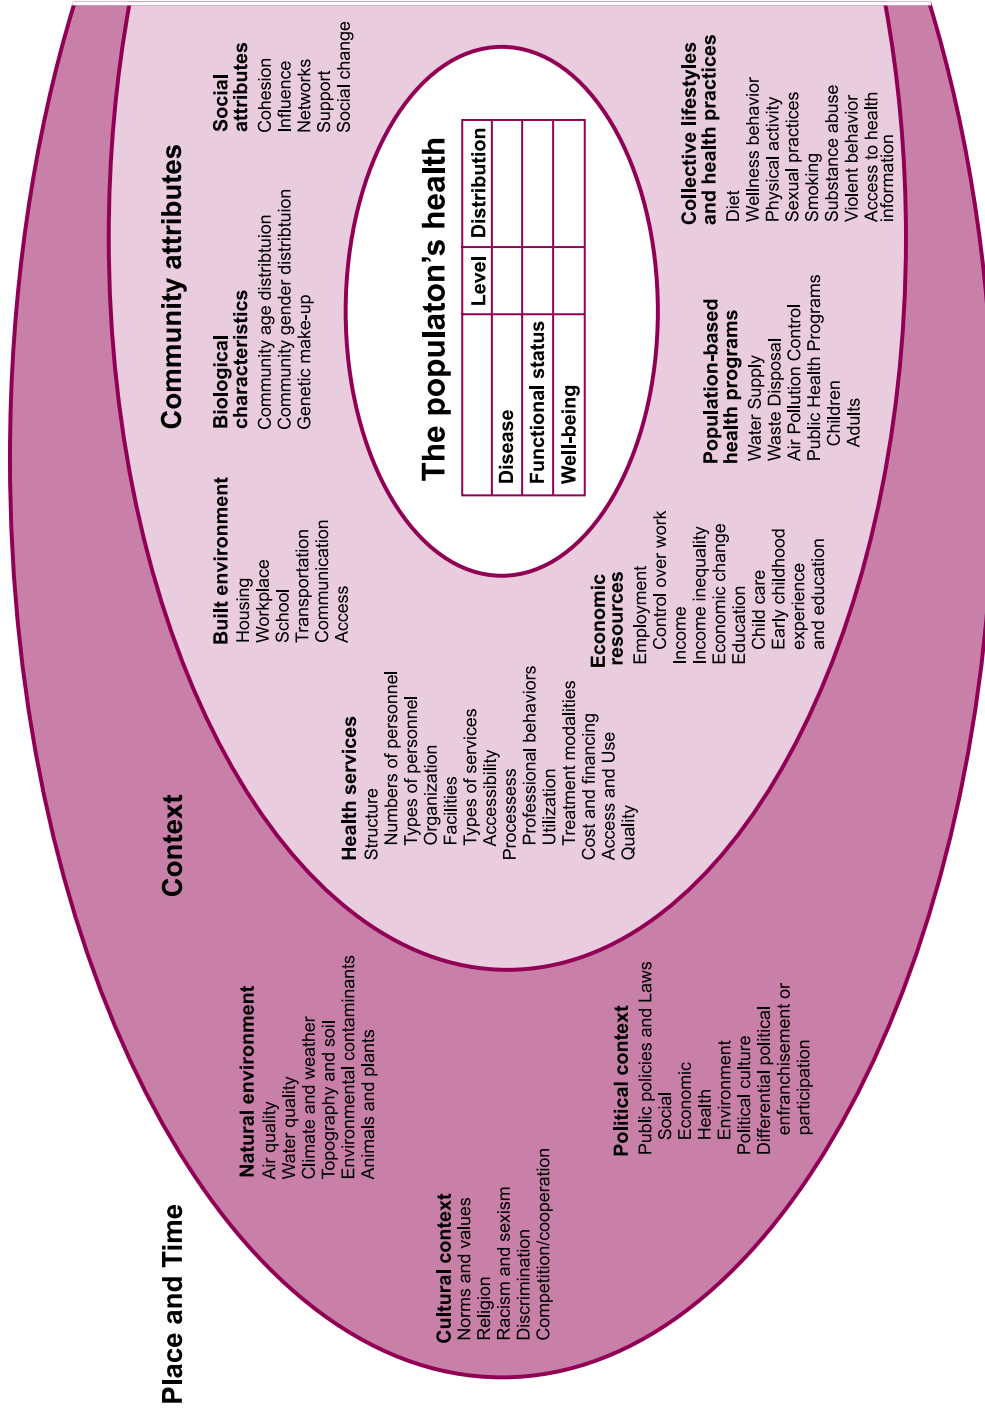 Place and Time
Context
Community attributes
Cultural context
Norms and values
Religion
Racism and sexism
Discrimination
Competition/cooperation
Natural environment
Air quality
Water quality
Climate and weather
Topography and soil
Environmental contaminants
Animals and plants
Political context
Public policies and Laws
Social
Economic
Health
Environment
Political culture
Differential political
enfranchisement or
participation
Health services
Structure
Numbers of personnel
Types of personnel
Organization
Facilities
Types of services
Accessibility
Processess
Professional behaviors
Utilization
Treatment modalities
Cost and financing
Access and Use
Quality
Built environment
Housing
Workplace
School
Transportation
Communication
Access
Economic
resources
Employment
Control over work
Income
Income inequality
Economic change
Education
Child care
Early childhood
experience
and education
Biological
characteristics
Community age distribtuion
Community gender distribtuion
Genetic make-up
Social
attributes
Cohesion
Influence
Networks
Support
Social change
The populaton's health
Level Distribution
Disease
Functional status
Well-being
Population-based
health programs
Water Supply
Waste Disposal
Air Pollution Control
Public Health Programs
Children
Adults
Collective lifestyles
and health practices
Diet
Wellness behavior
Physical activity
Sexual practices
Smoking
Substance abuse
Violent behavior
Access to health
information